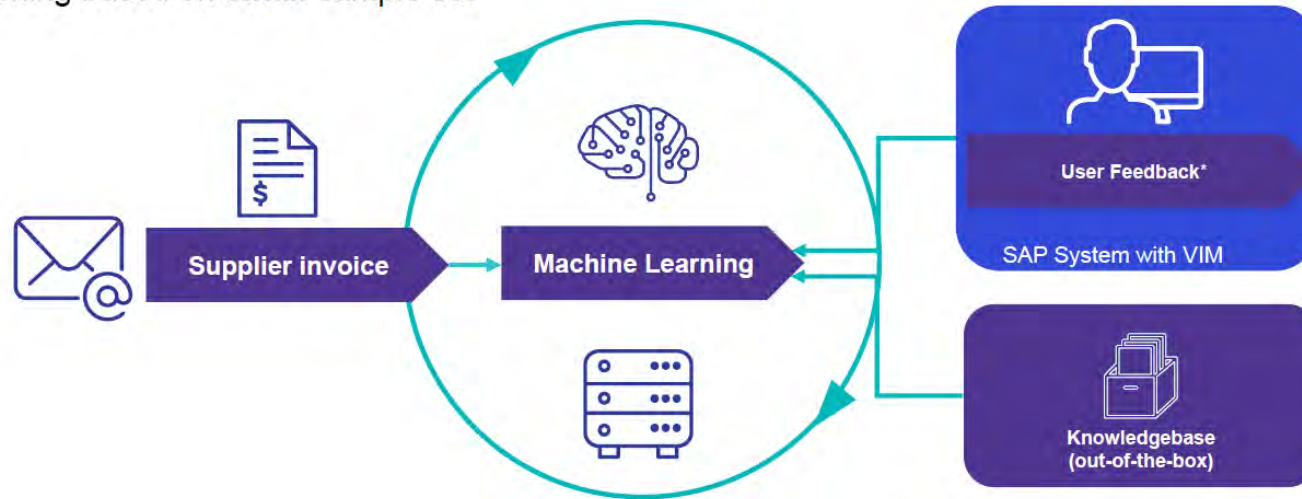 Supplier invoice
$
@
Machine Learning
User Feedback*
SAP System with VIM
Knowledgebase
(out-of-the-box)